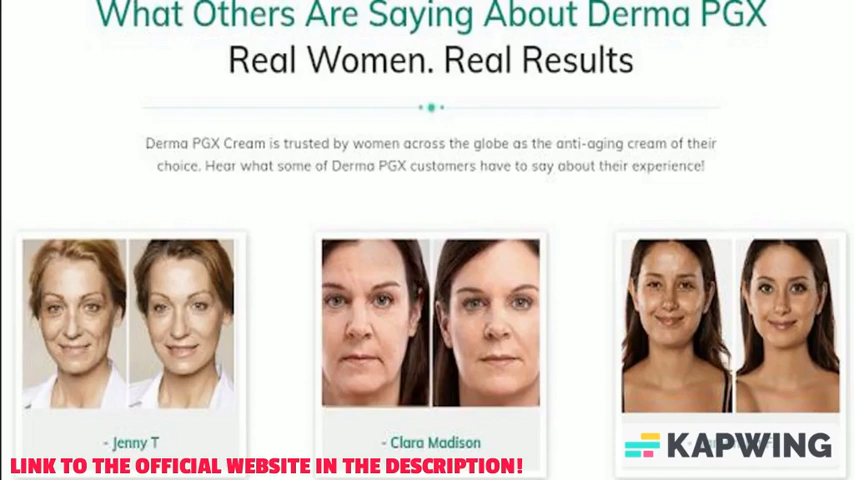 What Others Are Saying About Derma PGX
Real Women. Real Results
Derma PGX Cream is trusted by women across the globe as the anti-aging cream of their
choice. Hear what some of Derma PGX customers have to say about their experience!
- Jenny T
- Clara Madison
KAPWING
LINK TO THE OFFICIAL WEBSITE IN THE DESCRIPTION!